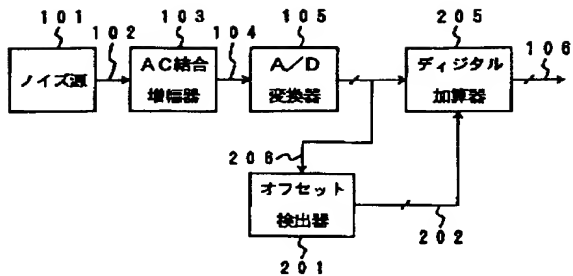 101
102
103
104
105
205
106
ノイズ源
AC結合
増幅器
A/D
変換器
ディジタル
加算器
206
オフセット
検出器
201
202